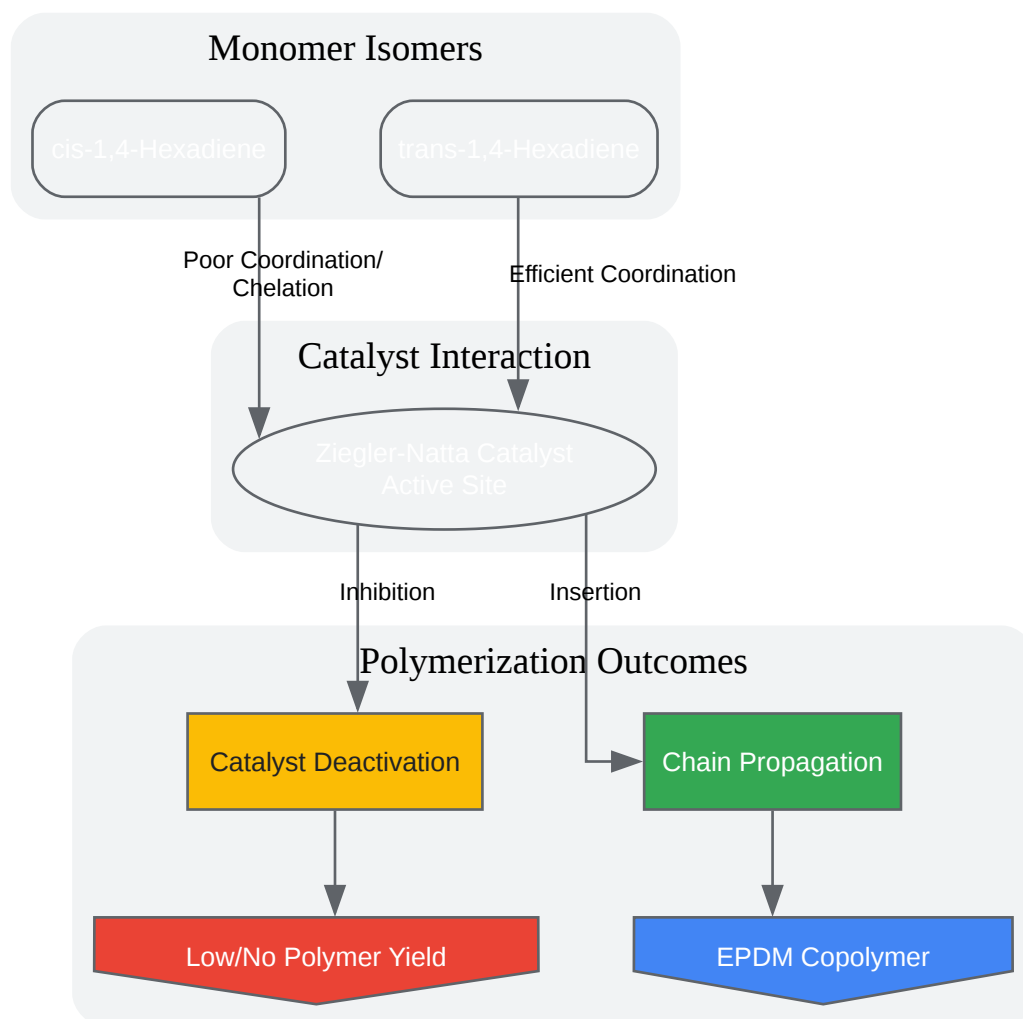 Monomer Isomers
cis-1,4-Hexadiene
trans-1,4-Hexadiene
Poor Coordination/
Chelation
Efficient Coordination
Catalyst Interaction
Ziegler-Natta Catalyst
Active Site
Inhibition
Insertion
Polymerization Outcomes
Catalyst Deactivation
Chain Propagation
Low/No Polymer Yield
EPDM Copolymer